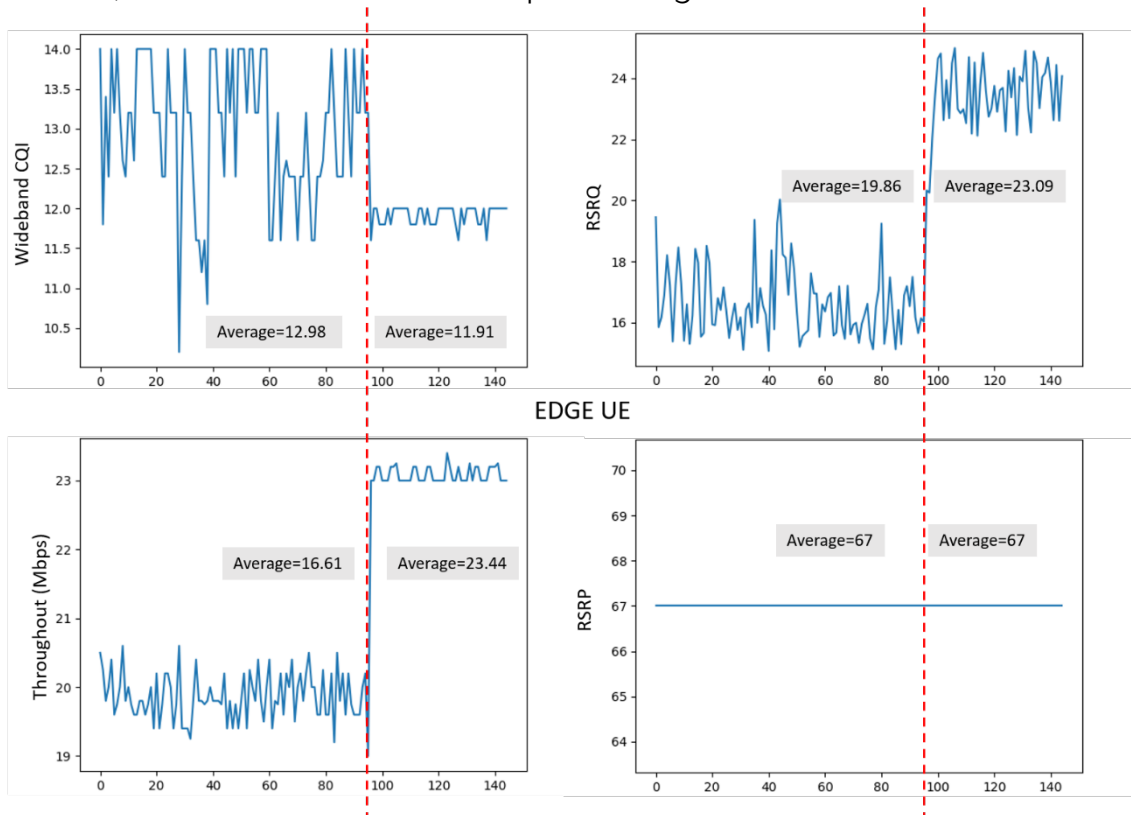 14.0
13.5
13.0
12.5
12.0
11.5
11.0
10.5
Wideband CQI
Average=12.98
Average=11.91
0 20 40 60 80 100 120 140
24
22
20
18
16
RSRQ
Average=19.86
Average=23.09
0 20 40 60 80 100 120 140
EDGE UE
23
22
21
20
19
Throughout (Mbps)
Average=16.61
Average=23.44
0 20 40 60 80 100 120 140
70
69
68
67
66
65
64
RSRP
Average=67
Average=67
0 20 40 60 80 100 120 140